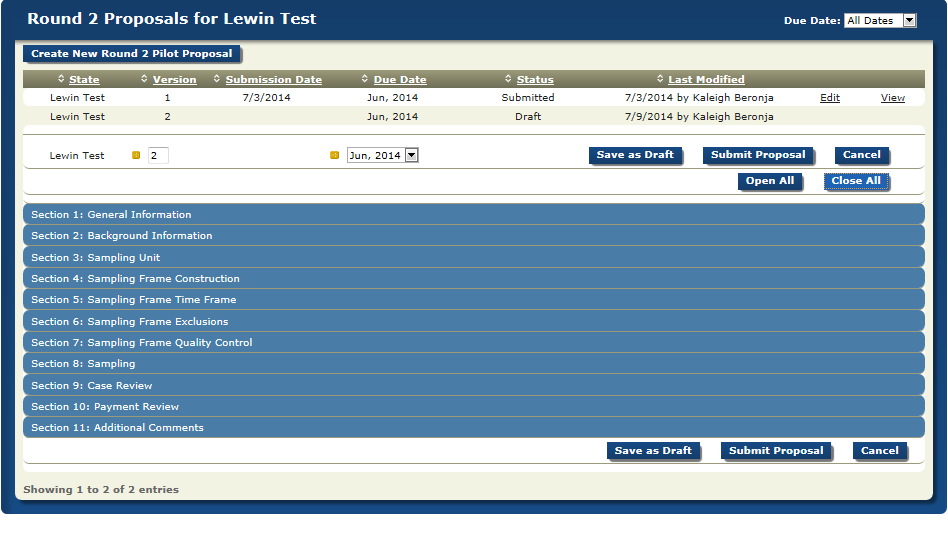 Round 2 Proposals for Lewin Test
Due Date: All Dates
Create New Round 2 Pilot Proposal
State Version Submission Date Due Date Status Last Modified
Lewin Test 1 7/3/2014 Jun, 2014 Submitted 7/3/2014 by Kaleigh Beronja Edit View
Lewin Test 2 Jun, 2014 Draft 7/9/2014 by Kaleigh Beronja
Lewin Test 2 Jun, 2014 Save as Draft Submit Proposal Cancel
Open All Close All
Section 1: General Information
Section 2: Background Information
Section 3: Sampling Unit
Section 4: Sampling Frame Construction
Section 5: Sampling Frame Time Frame
Section 6: Sampling Frame Exclusions
Section 7: Sampling Frame Quality Control
Section 8: Sampling
Section 9: Case Review
Section 10: Payment Review
Section 11: Additional Comments
Save as Draft Submit Proposal Cancel
Showing 1 to 2 of 2 entries